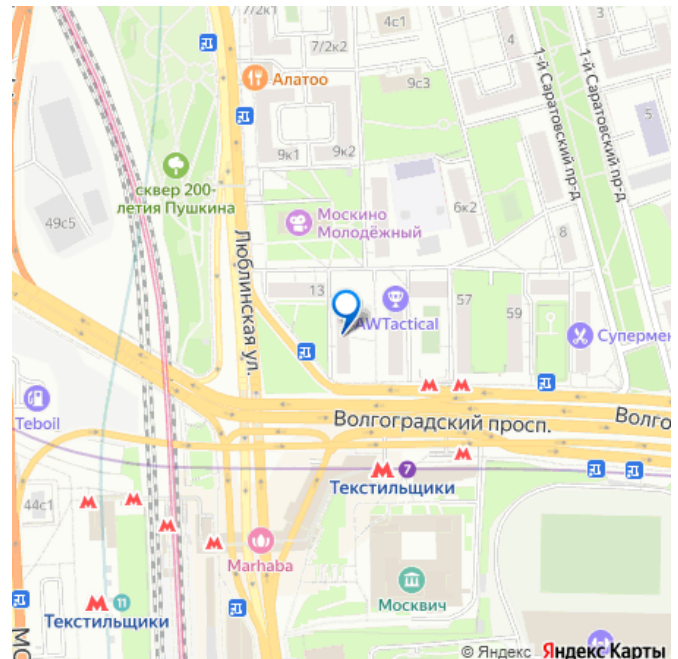 7/2к1
7/2к2
4с1
4
Алатоо
9с3
1-й Саратовский пр-д
1-й Саратовский пр-д
5
9к1
9к2
сквер 200-
летия Пушкина
49с5
Москино
Молодёжный
6к2
8
Люблинская ул.
13
AWTactical
57
59
Суперме
Teboil
Волгоградский просп.
Волго
7
Текстильщики
44с1
Marhaba
Москвич
11
Текстильщики
МО
© Яндекс Яндекс Карты